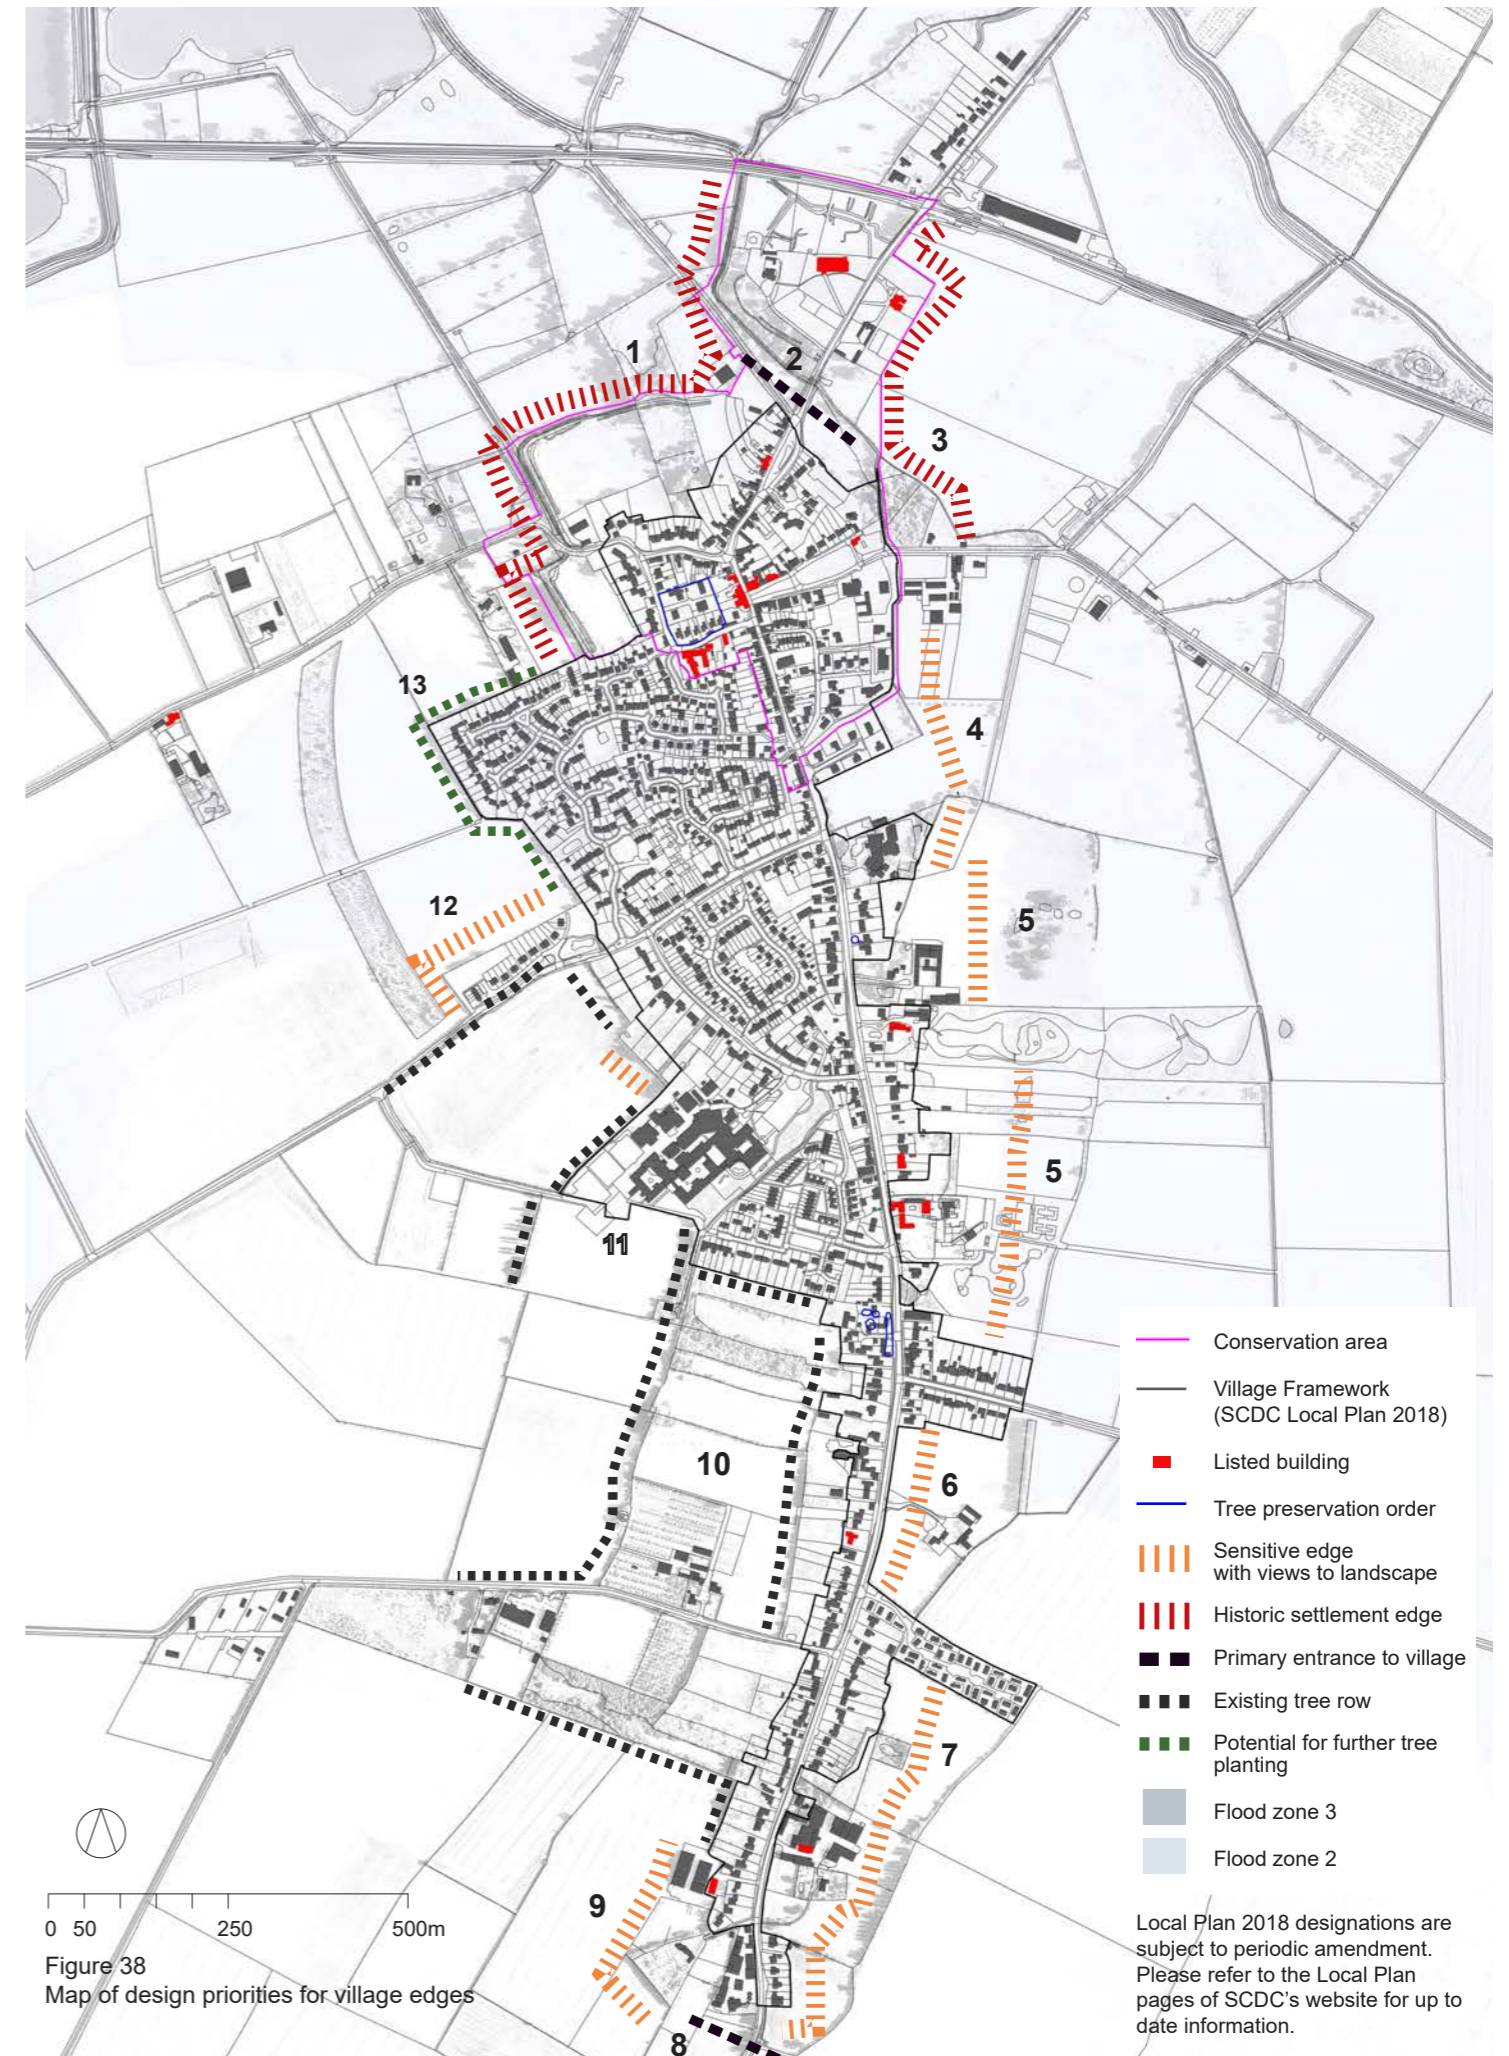 1
2
3
13
4
12
5
5
11
10
6
7
9
8
Conservation area
Village Framework
(SCDC Local Plan 2018)
Listed building
Tree preservation order
Sensitive edge
with views to landscape
Historic settlement edge
Primary entrance to village
Existing tree row
Potential for further tree
planting
Flood zone 3
Flood zone 2
0 50 250 500m
Figure 38
Map of design priorities for village edges
Local Plan 2018 designations are
subject to periodic amendment.
Please refer to the Local Plan
pages of SCDC's website for up to
date information.